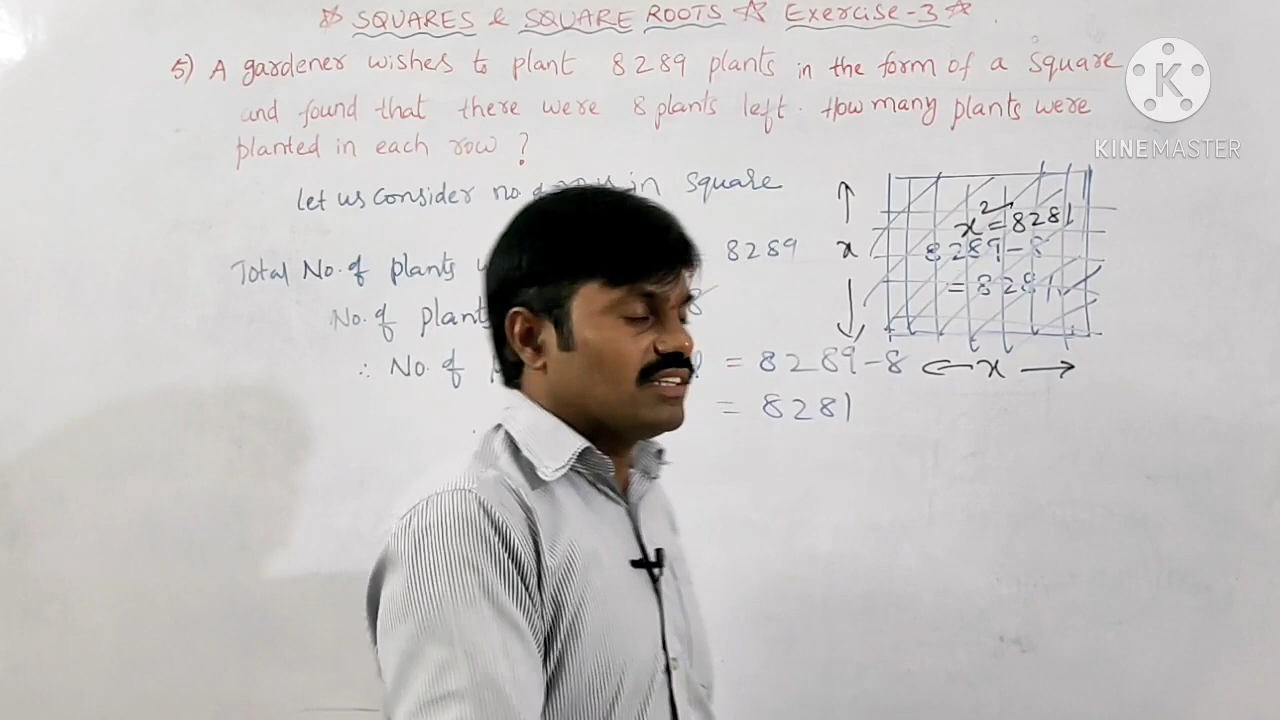 ☆ SQUARES & SQUARE ROOTS ☆ Exercise-3 ☆.
5) A gardener wishes to plant 8289 plants in the form of a square
and found that there were 8 plants left. How many plants were
planted in each row ?
let us consider no in square
Total No. of plants 8289
No. of plants 8
∴ No. of = 8289-8
= 8281
x
x² = 8281
8289-8
= 8281
← x →
K
KINEMASTER